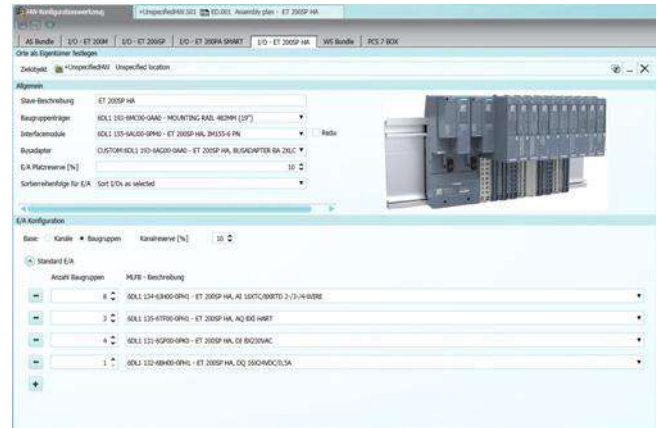 HW Konfigurationswerkzeug +UnspecifiedHW.S01 ED.001 Assembly plan - ET 200SP HA
AS Bundle I/O - ET 200M I/O - ET 200SP I/O - ET 200PA SMART I/O - ET 200SP HA WS Bundle PCS 7 BOX
Orte als Eigentümer festlegen
Zielobjekt +UnspecifiedHW Unspecified location
Allgemein
Slave-Beschreibung ET 200SP HA
Baugruppenträger 6DL1 193-6MC00-0AA0 - MOUNTING RAIL 482MM (19")
Interfacemodule 6DL1 155-6AU00-0PM0 - ET 200SP HA, IM155-6 PN Redu
Busadapter CUSTOM:6DL1 193-6AG00-0AA0 - ET 200SP HA, BUSADAPTER BA 2XLC
E/A Platzreserve [%] 10
Sortierreihenfolge für E/A Sort I/Os as selected
E/A Konfiguration
Base: Kanäle Baugruppen Kanalreserve [%] 10
Standard E/A
Anzahl Baugruppen MLFB - Beschreibung
8 6DL1 134-6JH00-0PH1 - ET 200SP HA, AI 16XTC/8XRTD 2-/3-/4-WIRE
3 6DL1 135-6TF00-0PH1 - ET 200SP HA, AQ 8XI HART
4 6DL1 131-6GF00-0PK0 - ET 200SP HA, DI 8X230VAC
1 6DL1 132-6BH00-0PH1 - ET 200SP HA, DQ 16X24VDC/0,5A